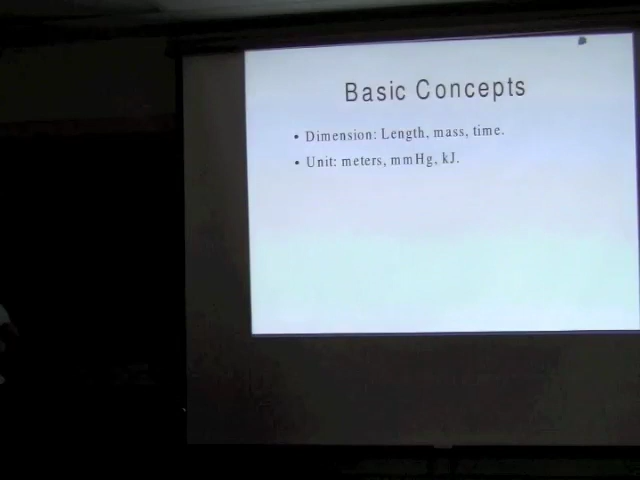 Basic Concepts
• Dimension: Length, mass, time.
• Unit: meters, mmHg, kJ.